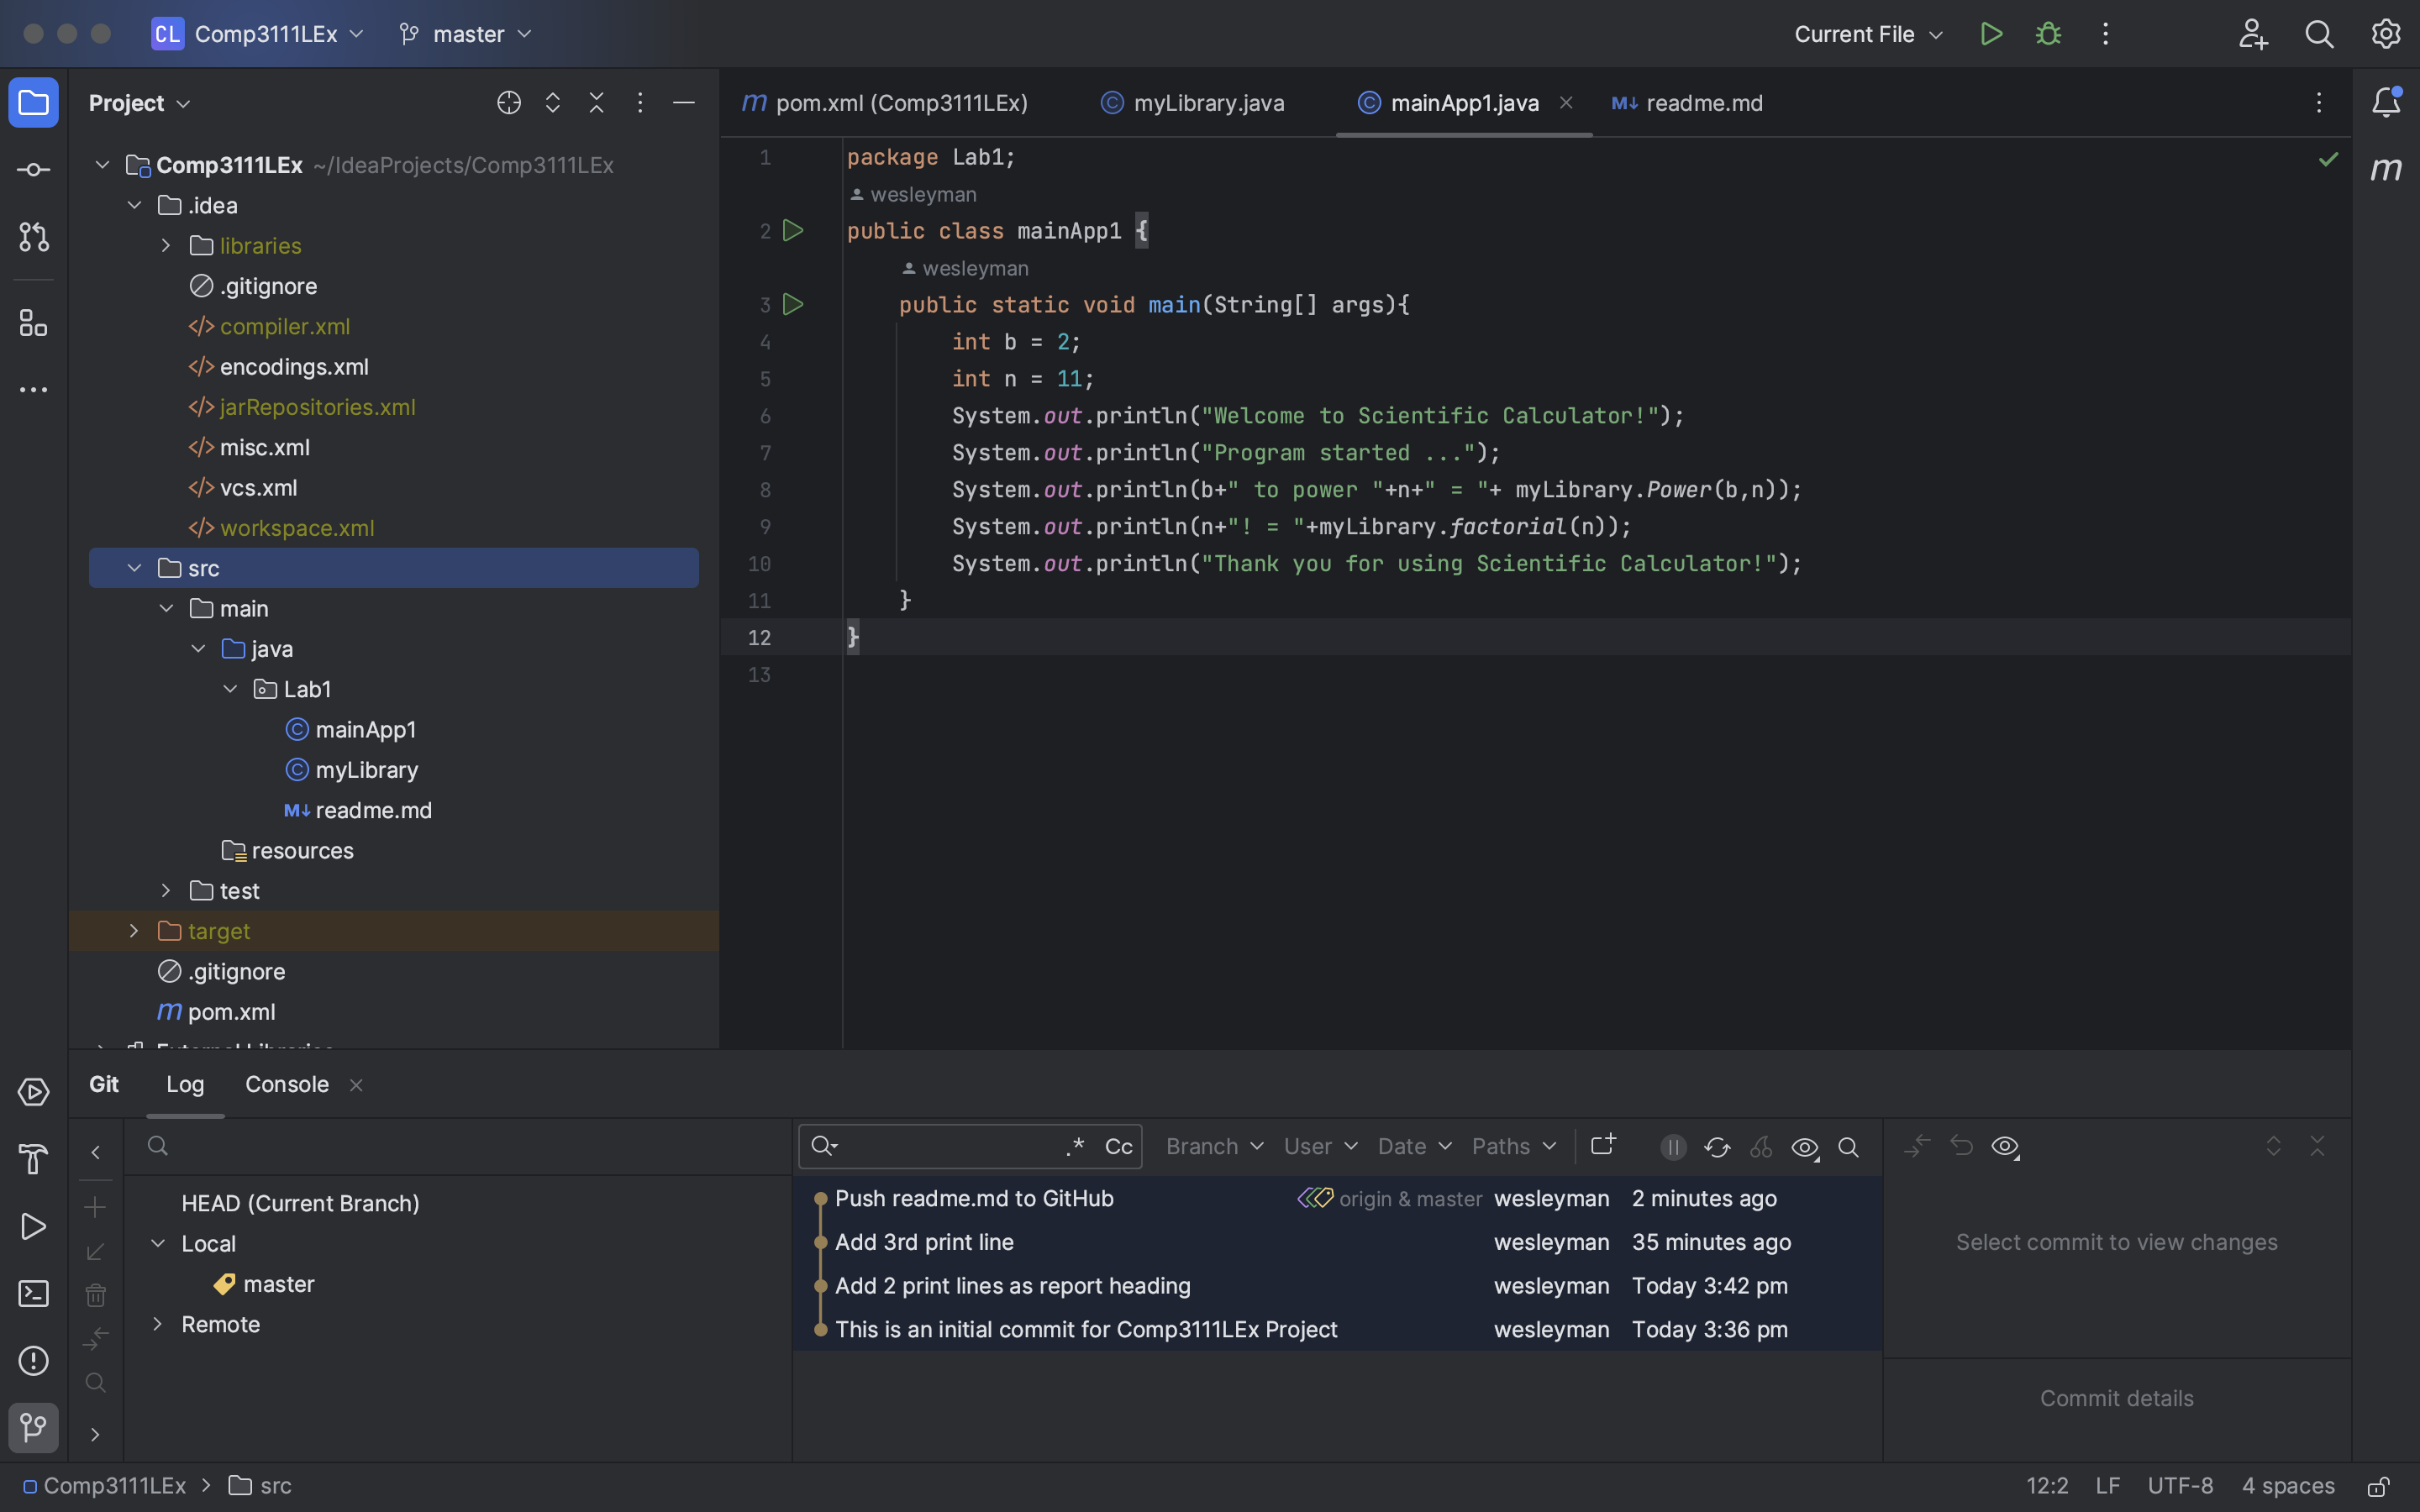 CL Comp3111LEx master Current File
Project
pom.xml (Comp3111LEx) myLibrary.java mainApp1.java readme.md
Comp3111LEx ~/IdeaProjects/Comp3111LEx
.idea
libraries
.gitignore
compiler.xml
encodings.xml
jarRepositories.xml
misc.xml
vcs.xml
workspace.xml
src
main
java
Lab1
mainApp1
myLibrary
M↓ readme.md
resources
test
target
.gitignore
m pom.xml
External Libraries
1 package Lab1;
wesleyman
2 public class mainApp1 {
wesleyman
3 public static void main(String[] args){
4 int b = 2;
5 int n = 11;
6 System.out.println("Welcome to Scientific Calculator!");
7 System.out.println("Program started ...");
8 System.out.println(b+" to power "+n+" = "+ myLibrary.Power(b,n));
9 System.out.println(n+"! = "+myLibrary.factorial(n));
10 System.out.println("Thank you for using Scientific Calculator!");
11 }
12 }
13
m
Git Log Console
.* Cc Branch User Date Paths
HEAD (Current Branch)
Local
master
Remote
Push readme.md to GitHub origin & master wesleyman 2 minutes ago
Add 3rd print line wesleyman 35 minutes ago
Add 2 print lines as report heading wesleyman Today 3:42 pm
This is an initial commit for Comp3111LEx Project wesleyman Today 3:36 pm
Select commit to view changes
Commit details
Comp3111LEx > src 12:2 LF UTF-8 4 spaces